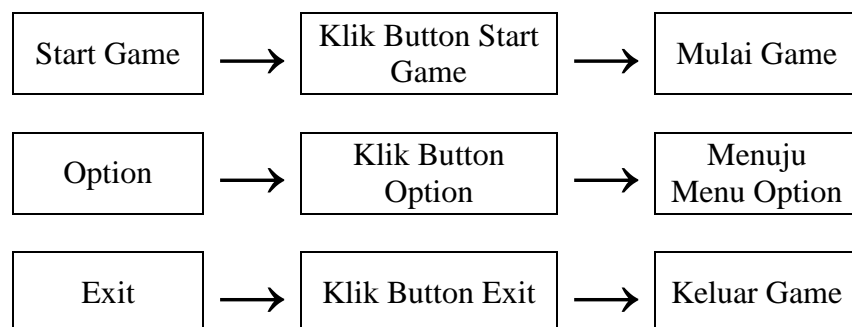 Start Game
Klik Button Start
Game
Mulai Game
Option
Klik Button
Option
Menuju
Menu Option
Exit
Klik Button Exit
Keluar Game